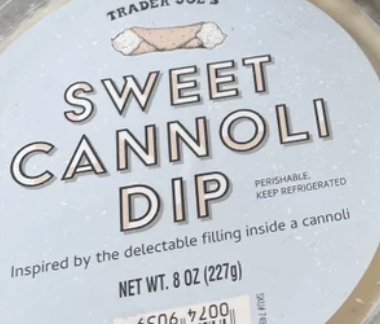 TRADER JOE'S
SWEET
CANNOLI
DIP
PERISHABLE.
KEEP REFRIGERATED
Inspired by the delectable filling inside a cannoli
NET WT. 8 OZ (227g)